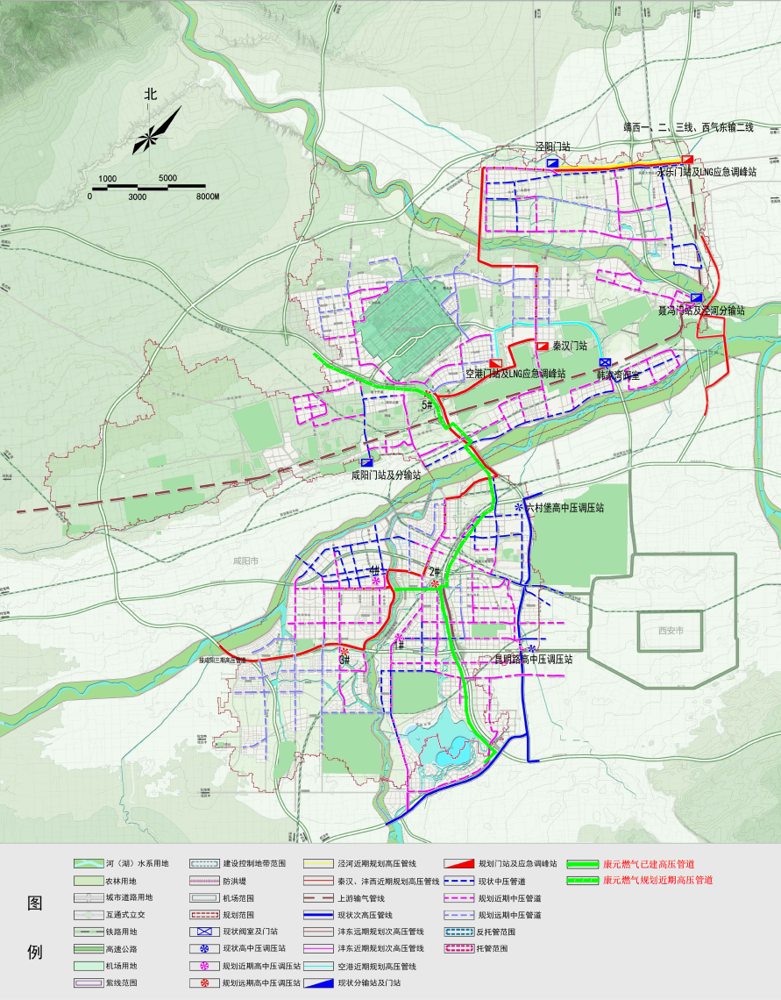 北
1000 5000
0 3000 8000M
靖西一、二、三线、西气东输二线
泾阳门站
永乐门站及LNG应急调峰站
聂冯门站及泾河分输站
秦汉门站
空港门站及LNG应急调峰站
韩家湾阀室
5#
咸阳门站及分输站
六村堡高中压调压站
咸阳市
4#
2#
西安市
1#
3#
接咸阳三期高压管道
昆明路高中压调压站
图
例
河（湖）水系用地
农林用地
城市道路用地
互通式立交
铁路用地
高速公路
机场用地
紫线范围
建设控制地带范围
防洪堤
机场范围
规划范围
现状阀室及门站
现状高中压调压站
规划近期高中压调压站
规划远期高中压调压站
泾河近期规划高压管线
秦汉、沣西近期规划高压管线
上游输气管线
现状次高压管线
沣东远期规划次高压管线
沣东近期规划次高压管线
空港近期规划高压管线
现状分输站及门站
规划门站及应急调峰站
现状中压管道
规划近期中压管道
规划远期中压管道
反托管范围
托管范围
康元燃气已建高压管道
康元燃气规划近期高压管道